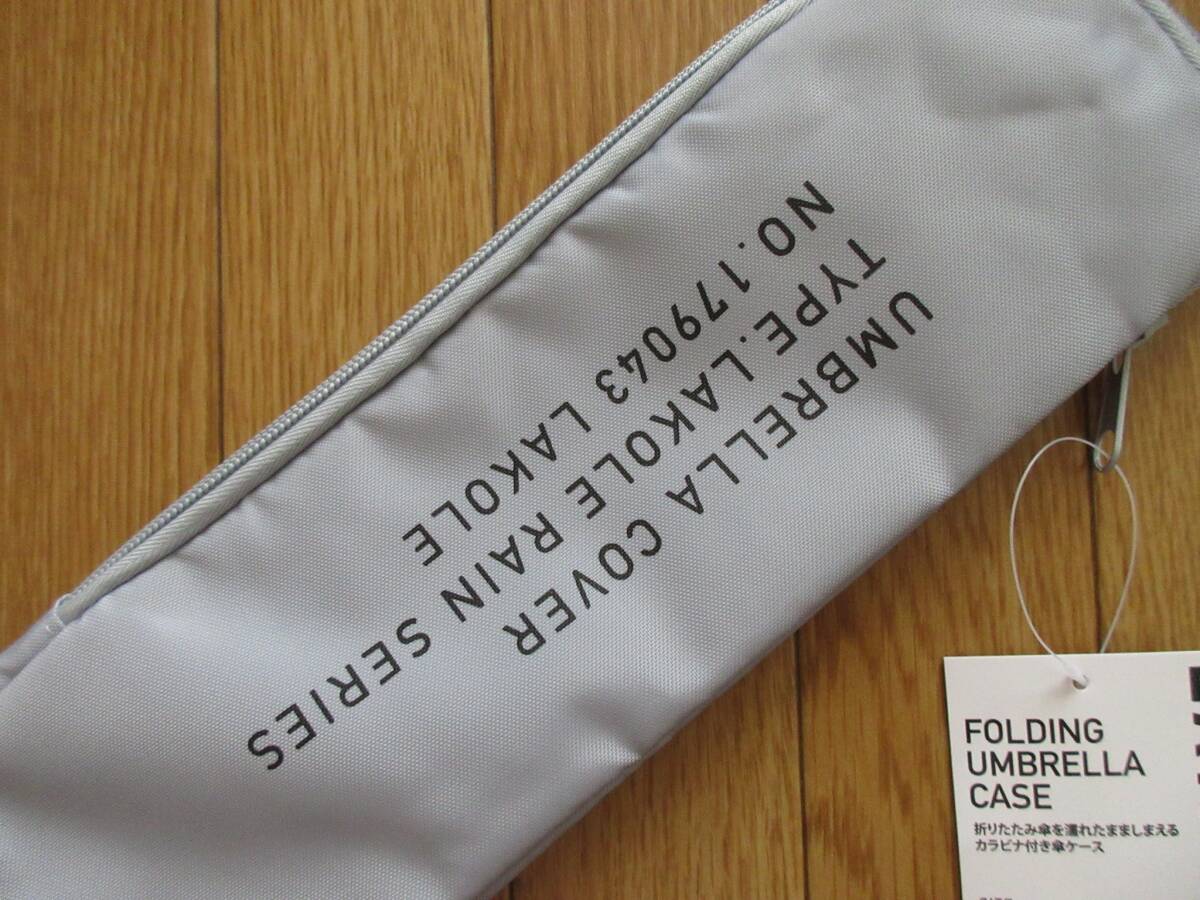 UMBRELLA COVER
TYPE.LAKOLE RAIN SERIES
NO.179043 LAKOLE
FOLDING
UMBRELLA
CASE
折りたたみ傘を濡れたまましまえる
カラビナ付き傘ケース